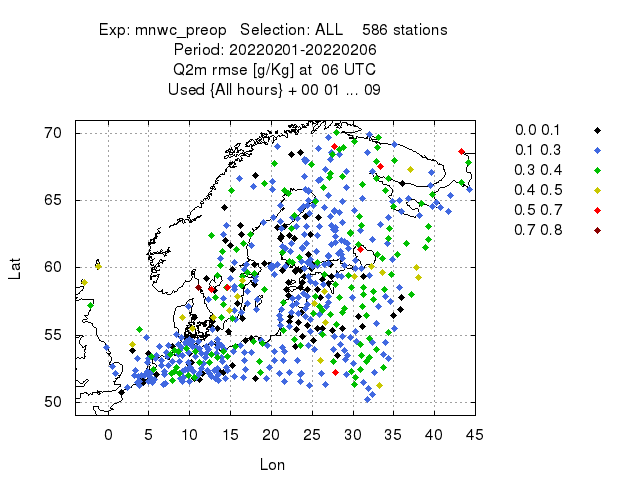 Exp: mnwc_preop   Selection: ALL    586 stations
Period: 20220201-20220206
Q2m rmse [g/Kg] at  06 UTC
Used {All hours} + 00 01 ... 09
70
65
60
55
50
Lat
0 5 10 15 20 25 30 35 40 45
Lon
0.0 0.1
0.1 0.3
0.3 0.4
0.4 0.5
0.5 0.7
0.7 0.8